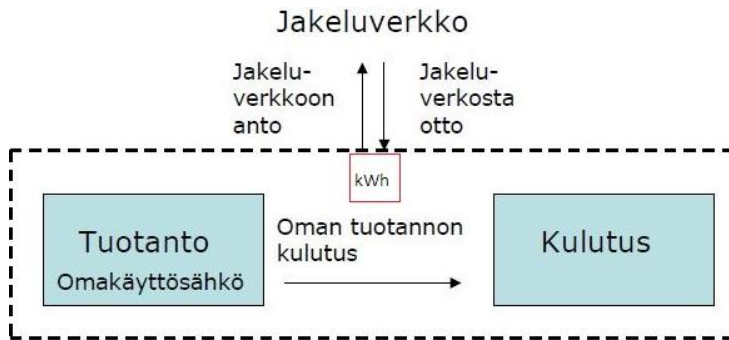 Jakeluverkko
Jakelu-
verkkoon
anto
Jakelu-
verkosta
otto
kWh
Tuotanto
Omakäyttösähkö
Oman tuotannon
kulutus
Kulutus